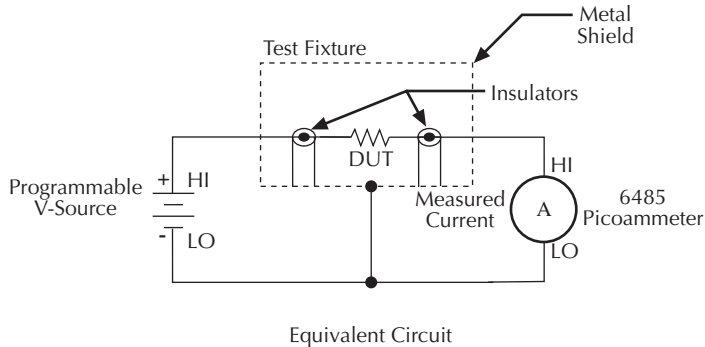 Metal
Shield
Test Fixture
Insulators
DUT
+ HI
HI
Programmable
V-Source
Measured
Current
A
6485
Picoammeter
- LO
LO
Equivalent Circuit